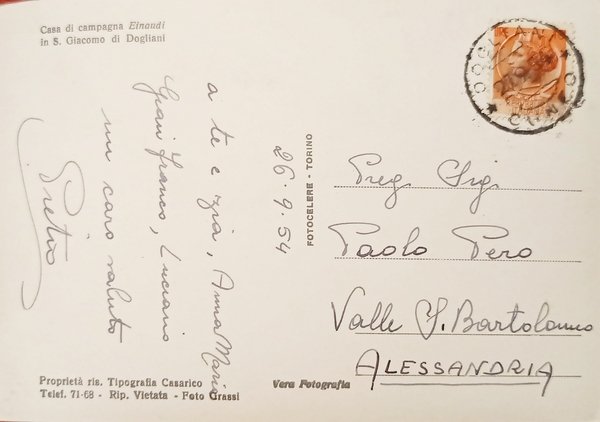 Casa di campagna Einaudi
in S. Giacomo di Dogliani
a te e zia, Anna Maria
Gian Franco, Luciano
un caro saluto
Pietro
26.9.54
FOTOCELERE - TORINO
DOGLIANI
CUNEO
Preg. Sig.
Paolo Pero
Valle S. Bartolomeo
ALESSANDRIA
Proprietà ris. Tipografia Casarico
Telef. 71-68 - Rip. Vietata - Foto Grassi
Vera Fotografia